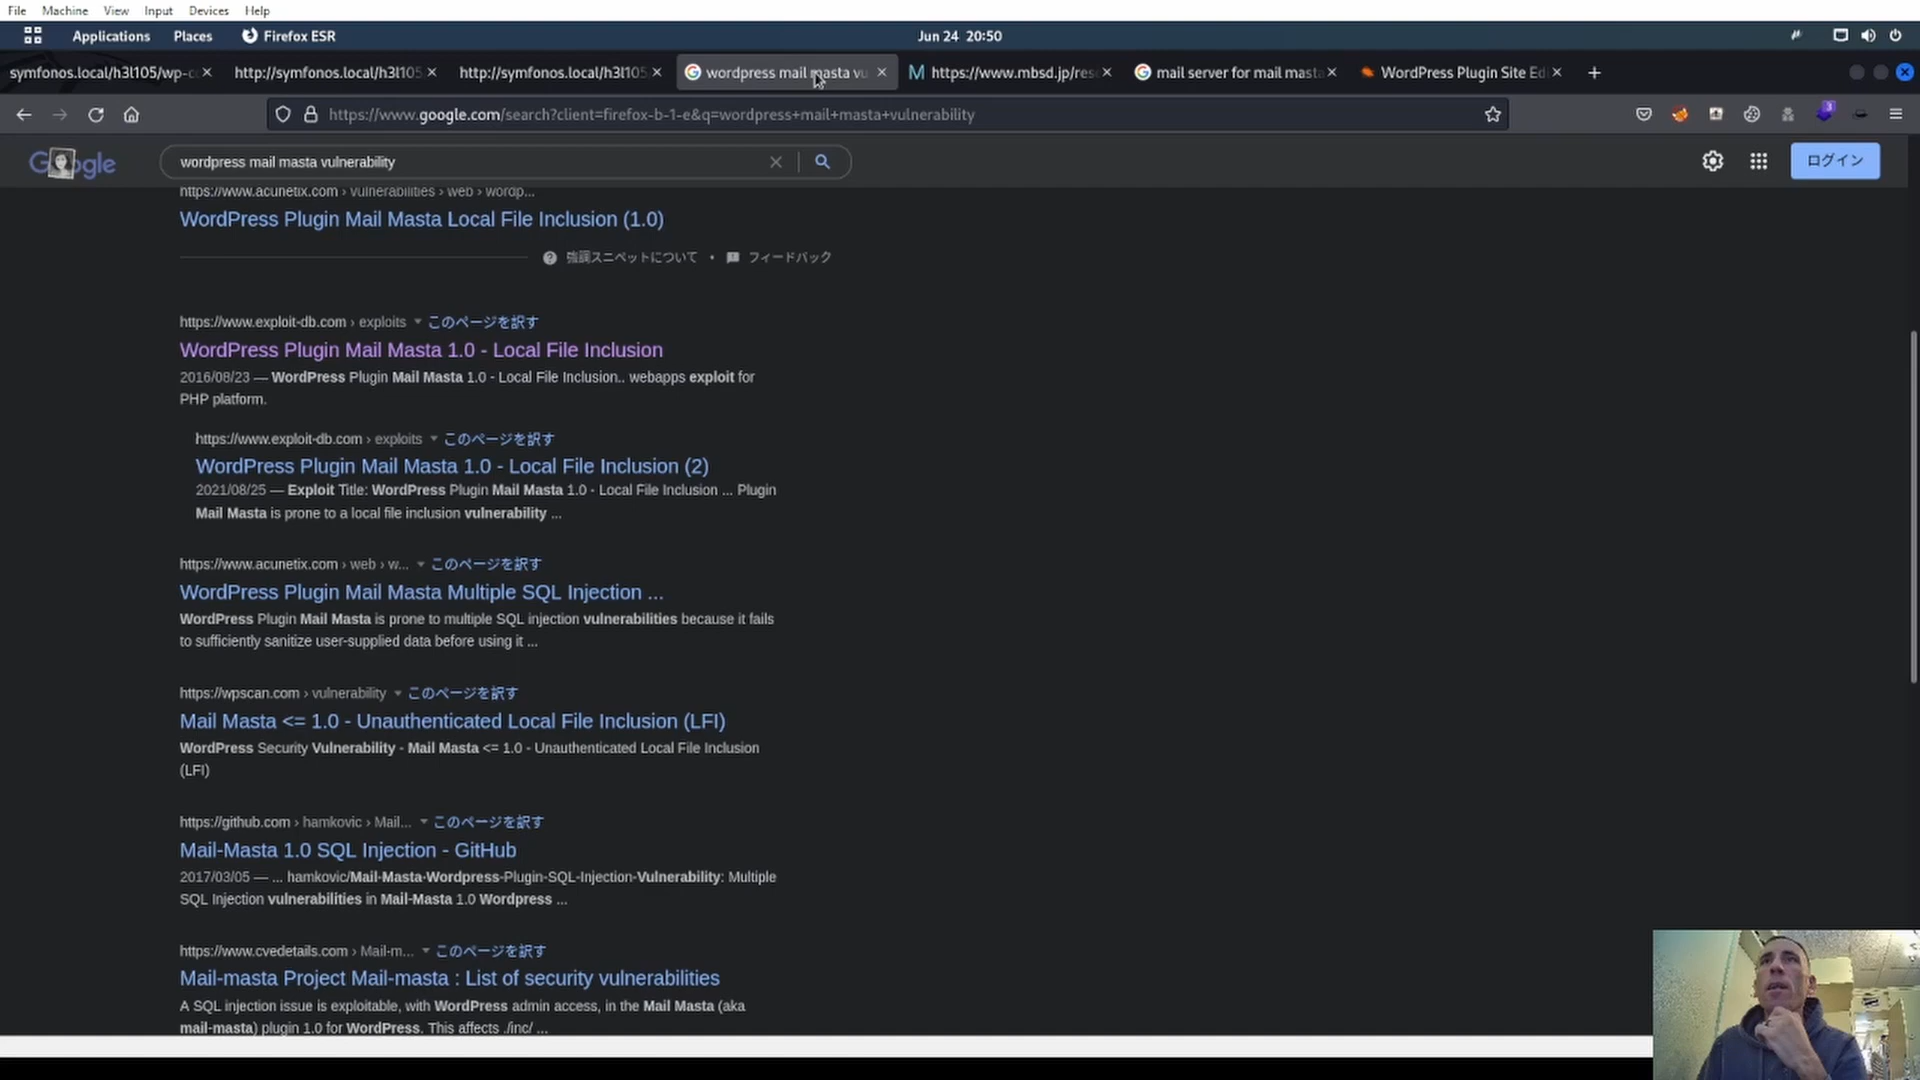 File Machine View Input Devices Help
Applications Places Firefox ESR Jun 24 20:50
symfonos.local/h3l105/wp-c http://symfonos.local/h3l105 http://symfonos.local/h3l105 wordpress mail masta vu https://www.mbsd.jp/res mail server for mail masta WordPress Plugin Site Ed
https://www.google.com/search?client=firefox-b-1-e&q=wordpress+mail+masta+vulnerability
3
Google wordpress mail masta vulnerability ログイン
https://www.acunetix.com › vulnerabilities › web › wordp...
WordPress Plugin Mail Masta Local File Inclusion (1.0)
強調スニペットについて • フィードバック
https://www.exploit-db.com › exploits このページを訳す
WordPress Plugin Mail Masta 1.0 - Local File Inclusion
2016/08/23 — WordPress Plugin Mail Masta 1.0 - Local File Inclusion.. webapps exploit for
PHP platform.
https://www.exploit-db.com › exploits このページを訳す
WordPress Plugin Mail Masta 1.0 - Local File Inclusion (2)
2021/08/25 — Exploit Title: WordPress Plugin Mail Masta 1.0 - Local File Inclusion ... Plugin
Mail Masta is prone to a local file inclusion vulnerability ...
https://www.acunetix.com › web › w... このページを訳す
WordPress Plugin Mail Masta Multiple SQL Injection ...
WordPress Plugin Mail Masta is prone to multiple SQL injection vulnerabilities because it fails
to sufficiently sanitize user-supplied data before using it ...
https://wpscan.com › vulnerability このページを訳す
Mail Masta <= 1.0 - Unauthenticated Local File Inclusion (LFI)
WordPress Security Vulnerability - Mail Masta <= 1.0 - Unauthenticated Local File Inclusion
(LFI)
https://github.com › hamkovic › Mail... このページを訳す
Mail-Masta 1.0 SQL Injection - GitHub
2017/03/05 — ... hamkovic/Mail-Masta-Wordpress-Plugin-SQL-Injection-Vulnerability: Multiple
SQL Injection vulnerabilities in Mail-Masta 1.0 Wordpress ...
https://www.cvedetails.com › Mail-m... このページを訳す
Mail-masta Project Mail-masta : List of security vulnerabilities
A SQL injection issue is exploitable, with WordPress admin access, in the Mail Masta (aka
mail-masta) plugin 1.0 for WordPress. This affects ./inc/ ...